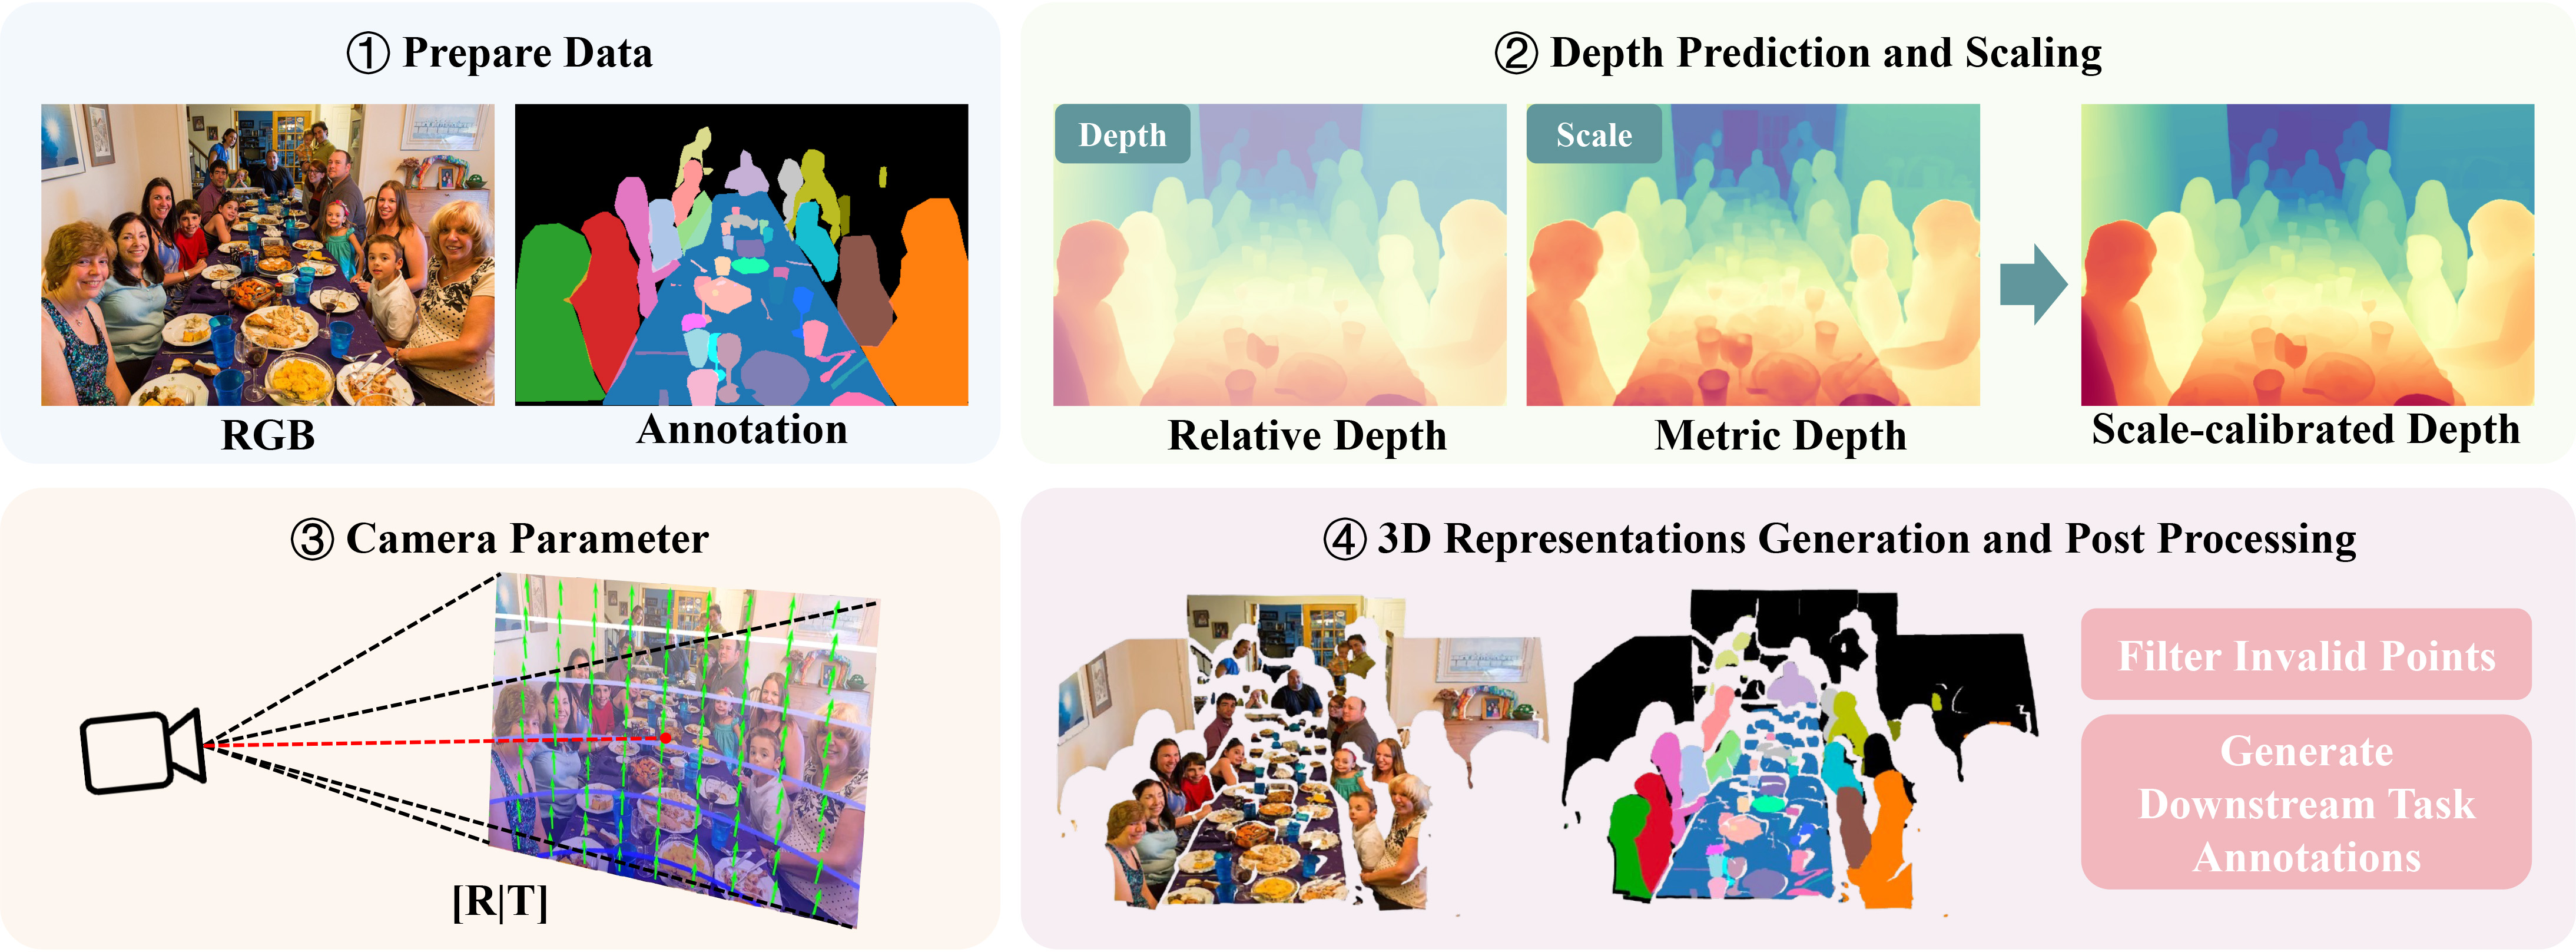 ① Prepare Data
RGB
Annotation
② Depth Prediction and Scaling
Depth
Scale
Relative Depth
Metric Depth
Scale-calibrated Depth
③ Camera Parameter
[R|T]
④ 3D Representations Generation and Post Processing
Filter Invalid Points
Generate
Downstream Task
Annotations